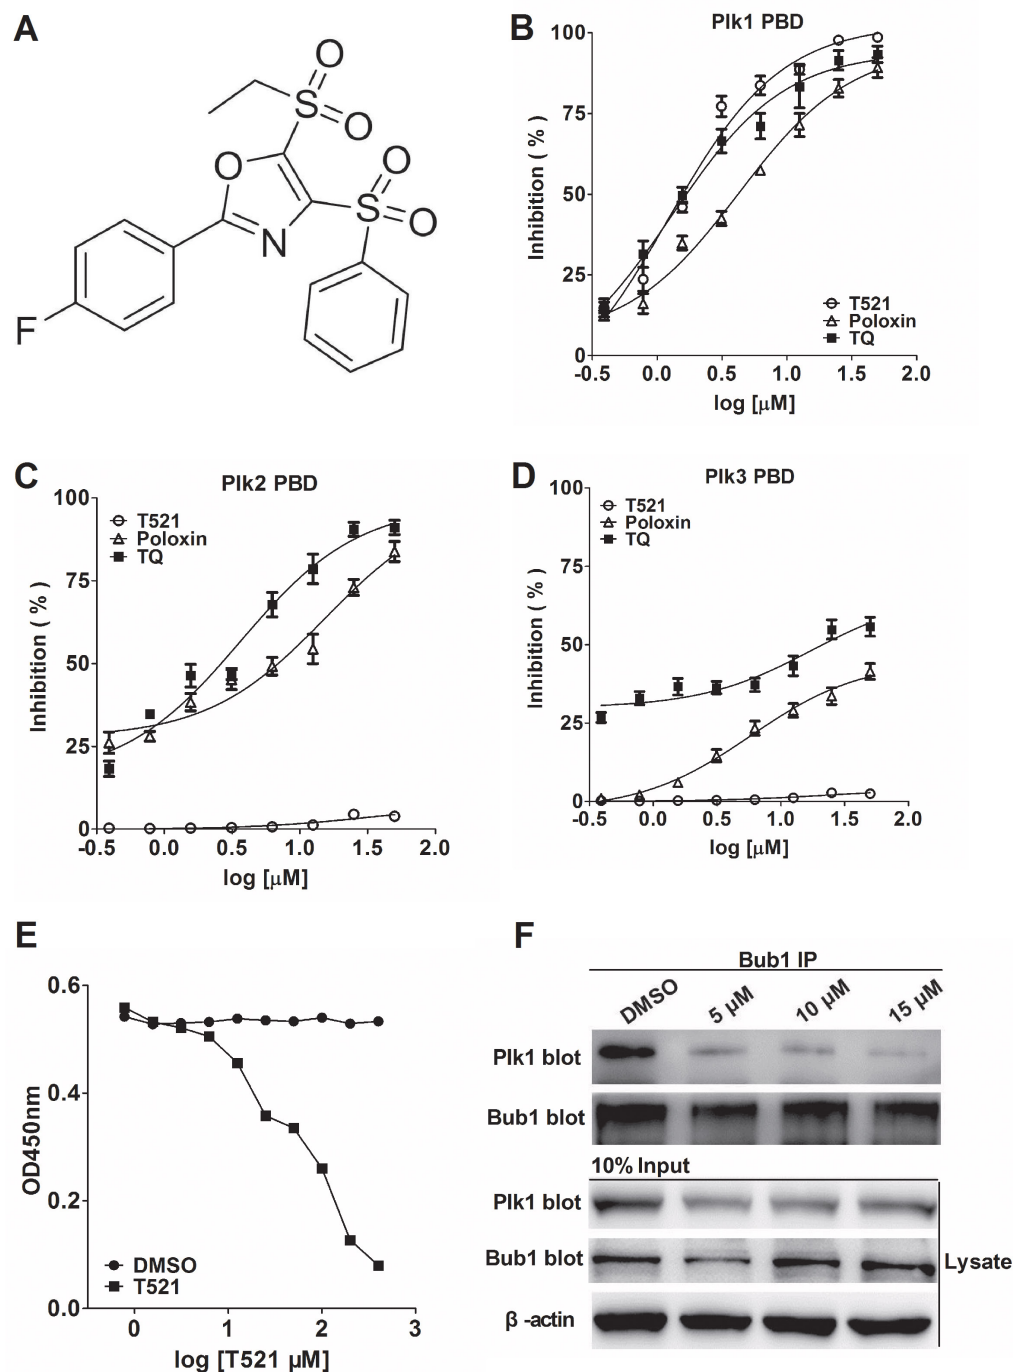 A
O
S
O
O
O
S
O
N
F
B
Plk1 PBD
100
75
50
25
0
Inhibition ( % )
T521
Poloxin
TQ
-0.5 0.0 0.5 1.0 1.5 2.0
log [μM]
C
Plk2 PBD
100
75
50
25
0
Inhibition ( % )
T521
Poloxin
TQ
-0.5 0.0 0.5 1.0 1.5 2.0
log [μM]
D
Plk3 PBD
100
75
50
25
0
Inhibition ( % )
T521
Poloxin
TQ
-0.5 0.0 0.5 1.0 1.5 2.0
log [μM]
E
0.6
0.4
0.2
0.0
OD450nm
DMSO
T521
0 1 2 3
log [T521 μM]
F
Bub1 IP
DMSO 5 μM 10 μM 15 μM
Plk1 blot
Bub1 blot
10% Input
Plk1 blot
Bub1 blot
β -actin
Lysate